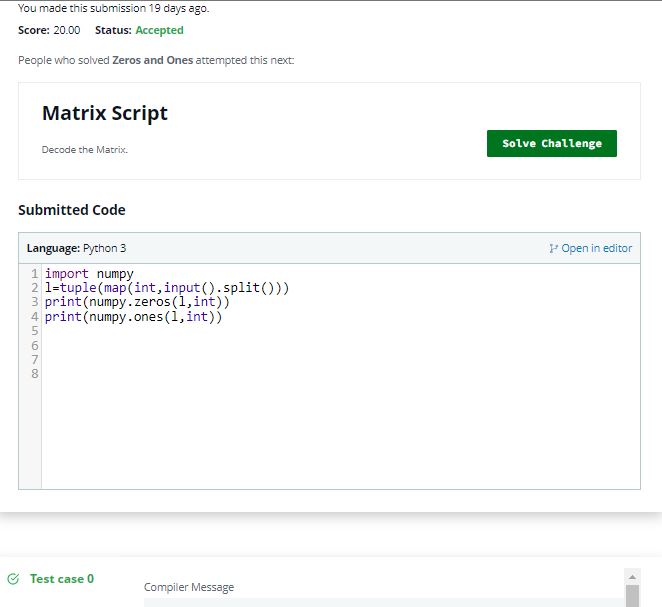 You made this submission 19 days ago.
Score: 20.00 Status: Accepted
People who solved Zeros and Ones attempted this next:
Matrix Script
Decode the Matrix.
Solve Challenge
Submitted Code
Language: Python 3
Open in editor
1 import numpy
2 l=tuple(map(int,input().split()))
3 print(numpy.zeros(l,int))
4 print(numpy.ones(l,int))
5
6
7
8
Test case 0
Compiler Message